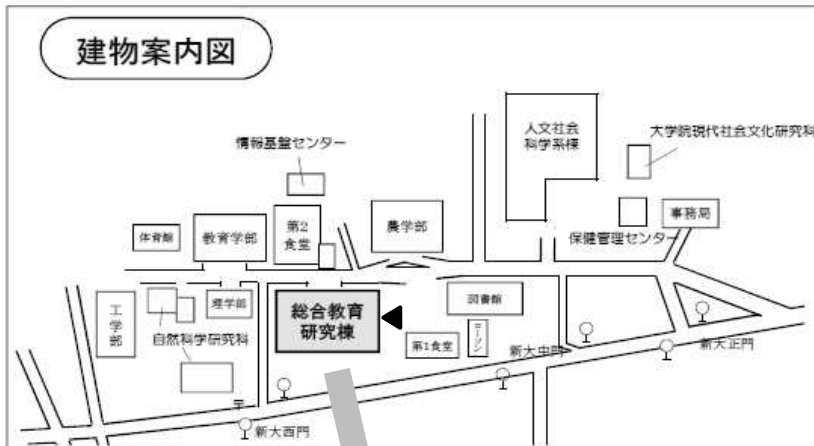 建物案内図
人文社会
科学系棟
大学院現代社会文化研究科
情報基盤センター
体育館
教育学部
第2
食堂
農学部
事務局
保健管理センター
工
学
部
理学部
総合教育
研究棟
図書館
自然科学研究科
第1食堂
ローソン
新大中門
新大正門
〒
新大西門